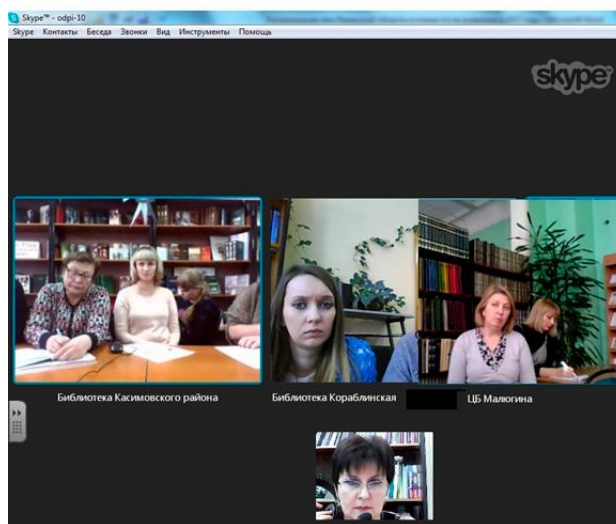 Skype™ - odpi-10
Skype Контакты Беседа Звонки Вид Инструменты Помощь
skype
Библиотека Касимовского района
Библиотека Кораблинская
ЦБ Малюгина